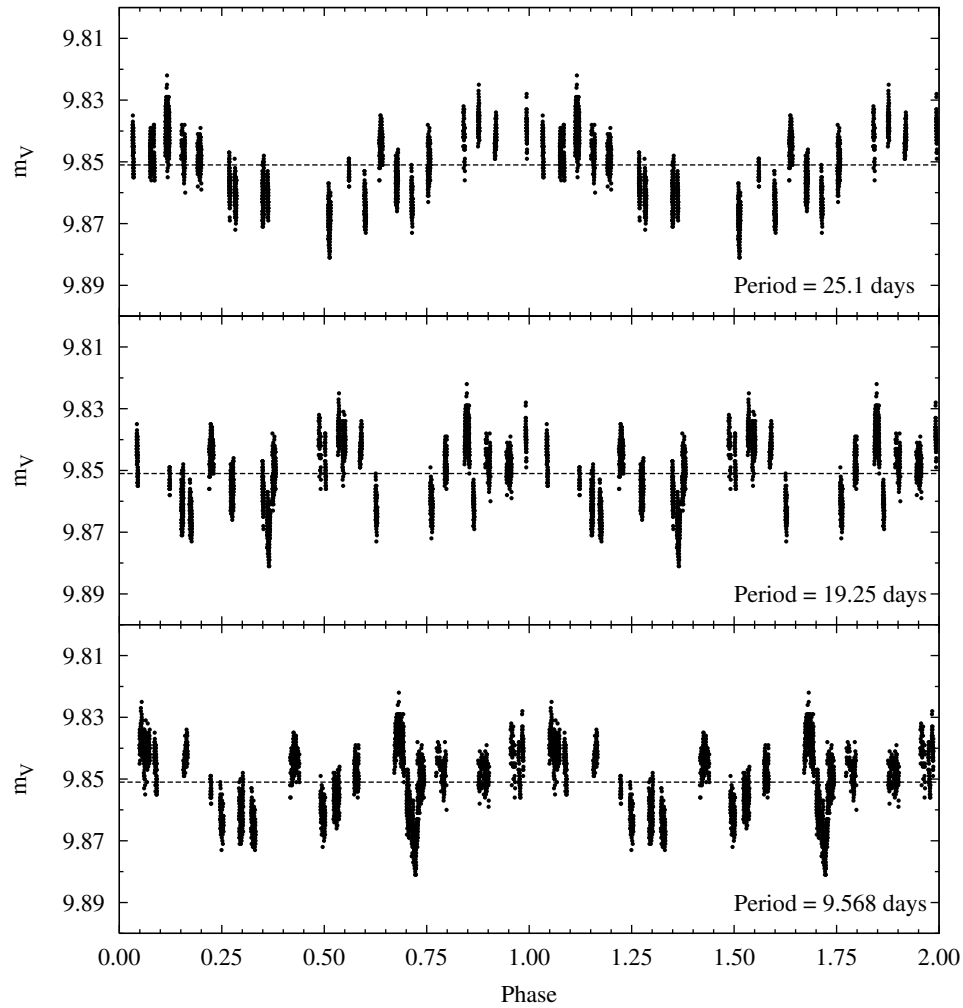 9.81
9.83
m_V
9.85
9.87
9.89
Period = 25.1 days
9.81
9.83
m_V
9.85
9.87
9.89
Period = 19.25 days
9.81
9.83
m_V
9.85
9.87
9.89
Period = 9.568 days
0.00 0.25 0.50 0.75 1.00 1.25 1.50 1.75 2.00
Phase